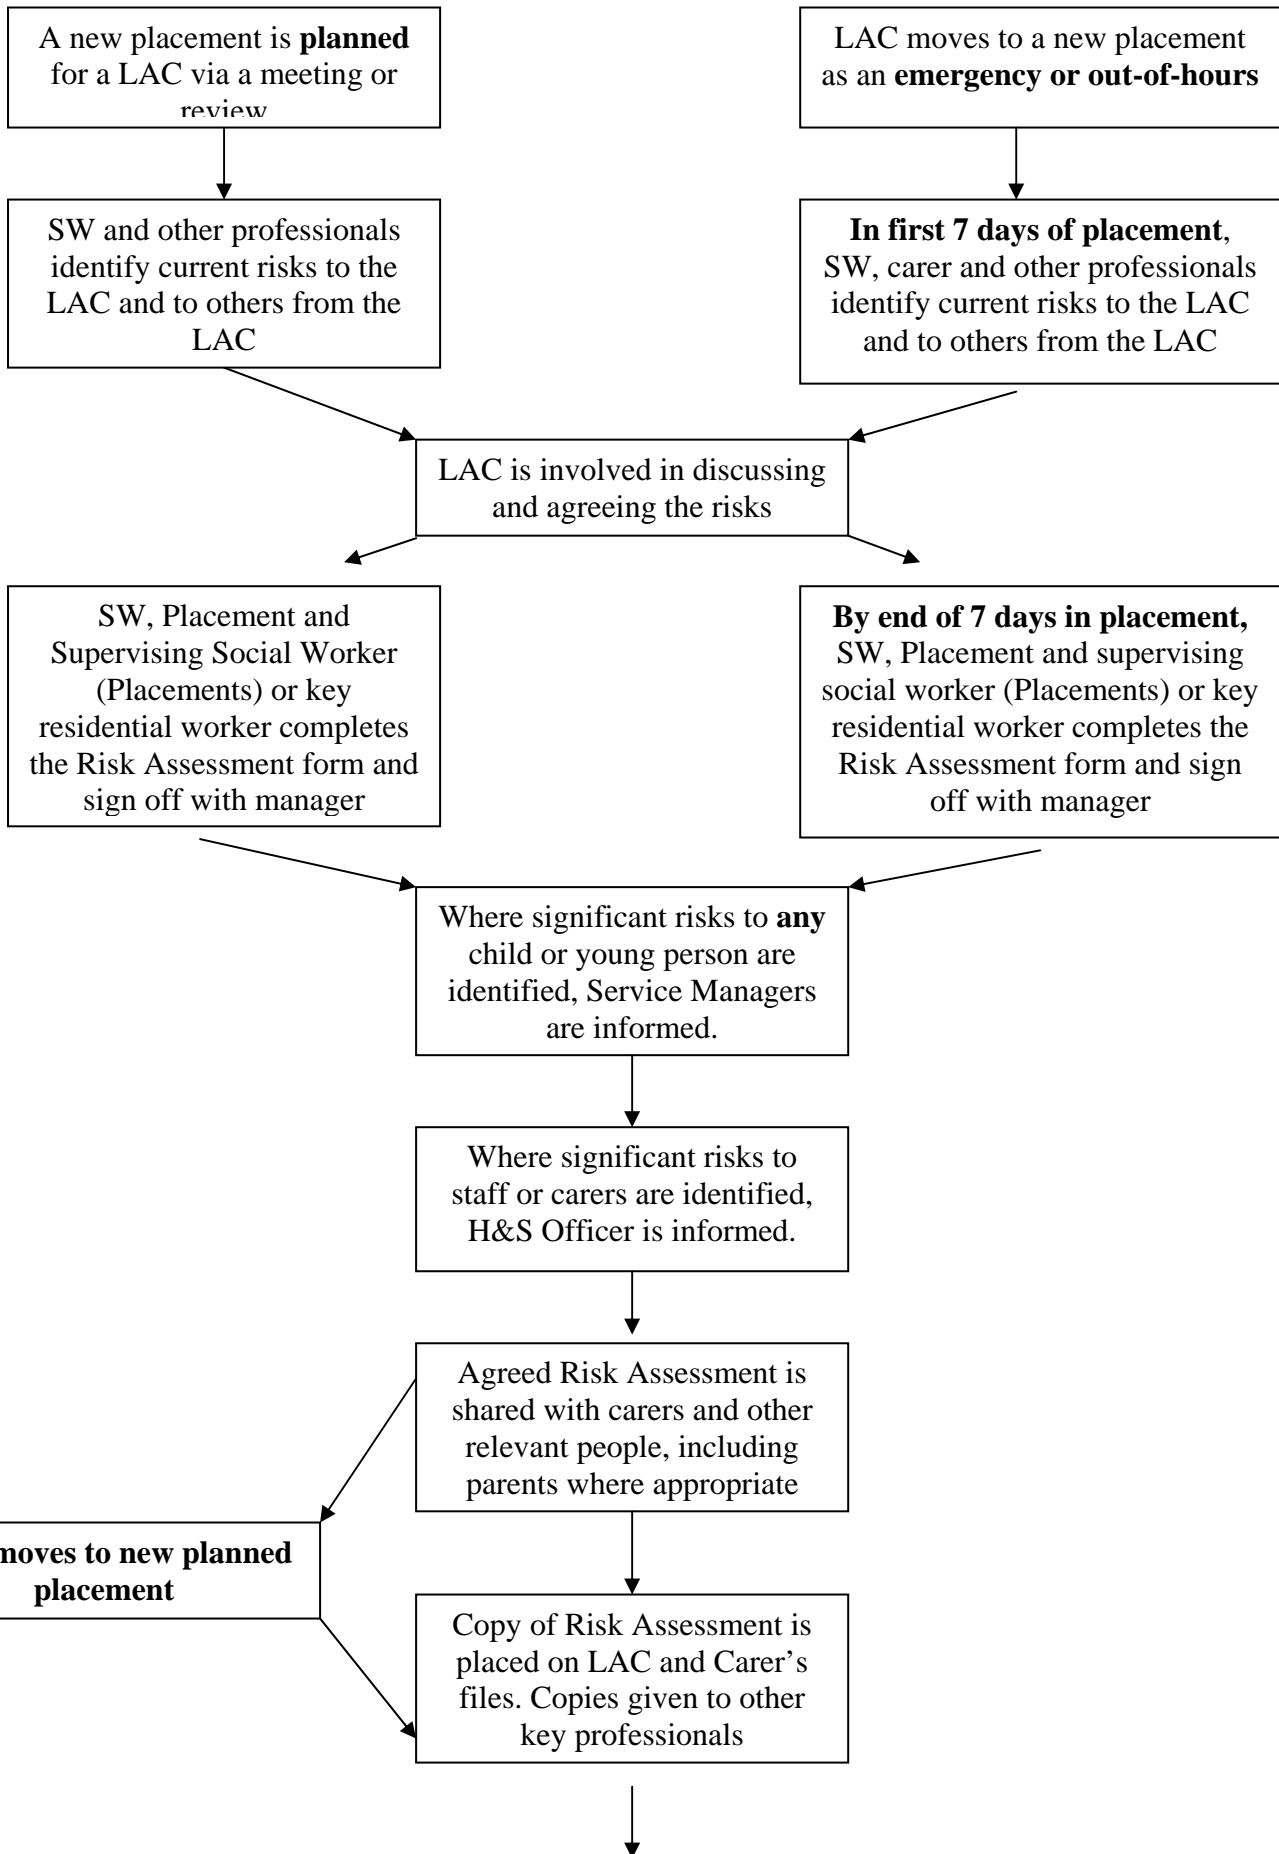 A new placement is planned
for a LAC via a meeting or
review
LAC moves to a new placement
as an emergency or out-of-hours
SW and other professionals
identify current risks to the
LAC and to others from the
LAC
In first 7 days of placement,
SW, carer and other professionals
identify current risks to the LAC
and to others from the LAC
LAC is involved in discussing
and agreeing the risks
SW, Placement and
Supervising Social Worker
(Placements) or key
residential worker completes
the Risk Assessment form and
sign off with manager
By end of 7 days in placement,
SW, Placement and supervising
social worker (Placements) or key
residential worker completes the
Risk Assessment form and sign
off with manager
Where significant risks to any
child or young person are
identified, Service Managers
are informed.
Where significant risks to
staff or carers are identified,
H&S Officer is informed.
Agreed Risk Assessment is
shared with carers and other
relevant people, including
parents where appropriate
moves to new planned
placement
Copy of Risk Assessment is
placed on LAC and Carer’s
files. Copies given to other
key professionals